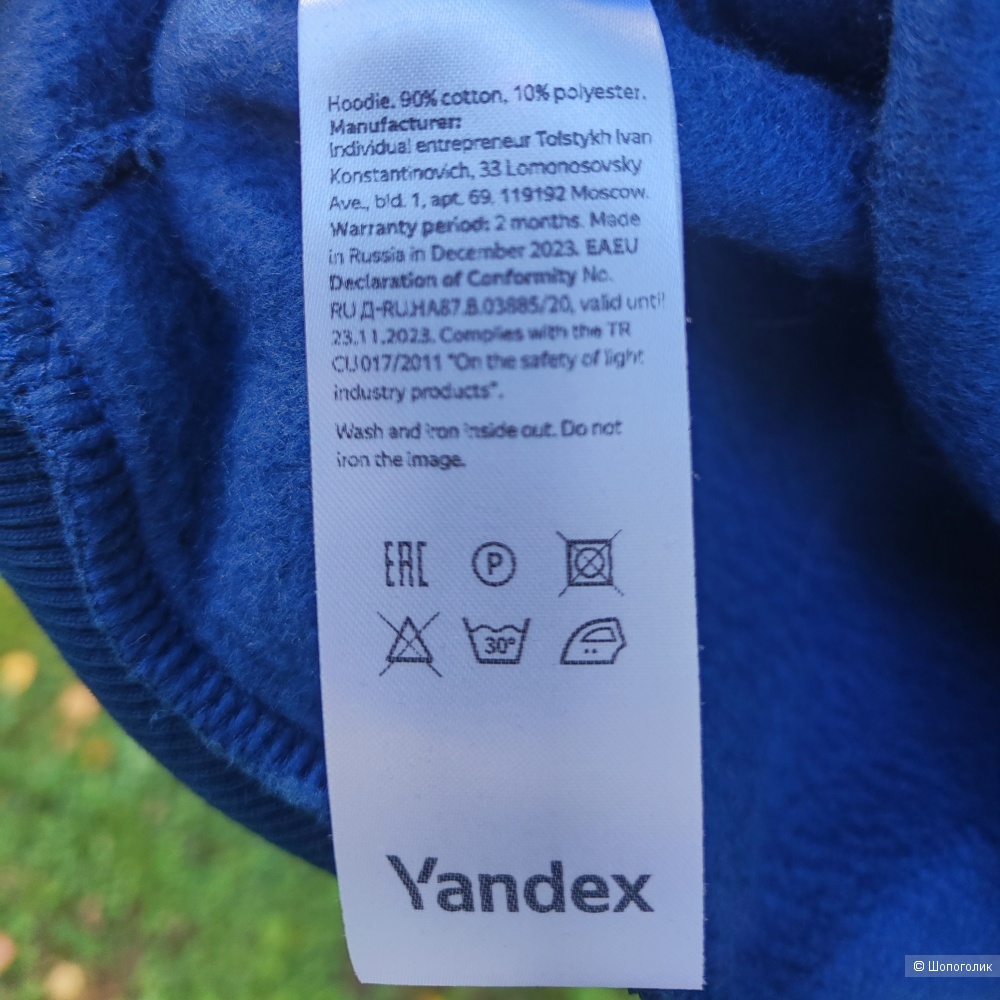 Hoodie. 90% cotton, 10% polyester.
Manufacturer:
Individual entrepreneur Tolstykh Ivan
Konstantinovich, 33 Lomonosovsky
Ave., bld. 1, apt. 69, 119192 Moscow.
Warranty period: 2 months. Made
in Russia in December 2023. EAEU
Declaration of Conformity No.
RU Д-RU.HA87.B.03885/20, valid until
23.11.2023. Complies with the TR
CU 017/2011 "On the safety of light
industry products".
Wash and iron inside out. Do not
iron the image.
EAC P
30°
Yandex
© Шопоголик